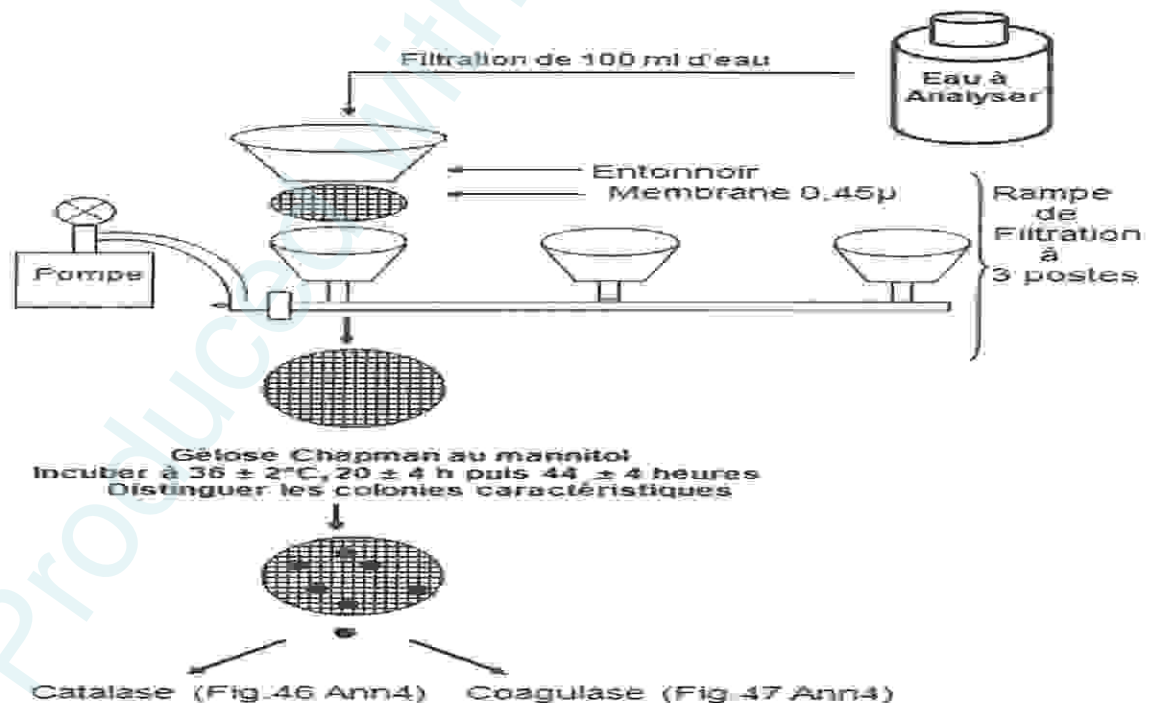 Filtration de 100 ml d'eau
Eau à
Analyser
Entonnoir
Membrane 0,45µ
Rampe
de
Filtration
à
3 postes
Pompe
Gélose Chapman au mannitol
Incuber à 36 ± 2°C, 20 ± 4 h puis 44 ± 4 heures
Distinguer les colonies caractéristiques
Catalase (Fig.46 Ann4)
Coagulase (Fig.47 Ann4)
Produced with